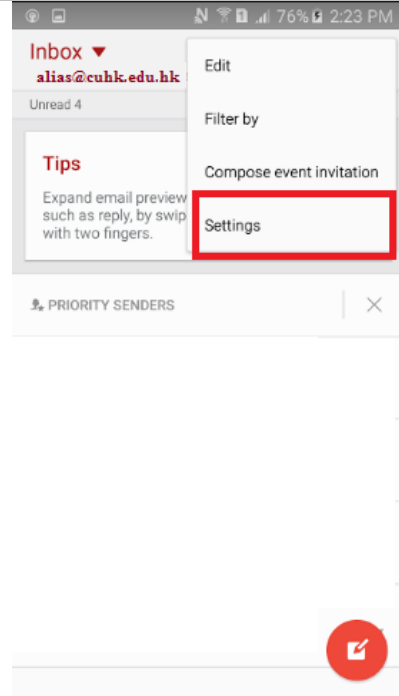 76% 2:23 PM
Inbox
alias@cuhk.edu.hk
Unread 4
Edit
Filter by
Compose event invitation
Settings
Tips
Expand email preview
such as reply, by swip
with two fingers.
PRIORITY SENDERS